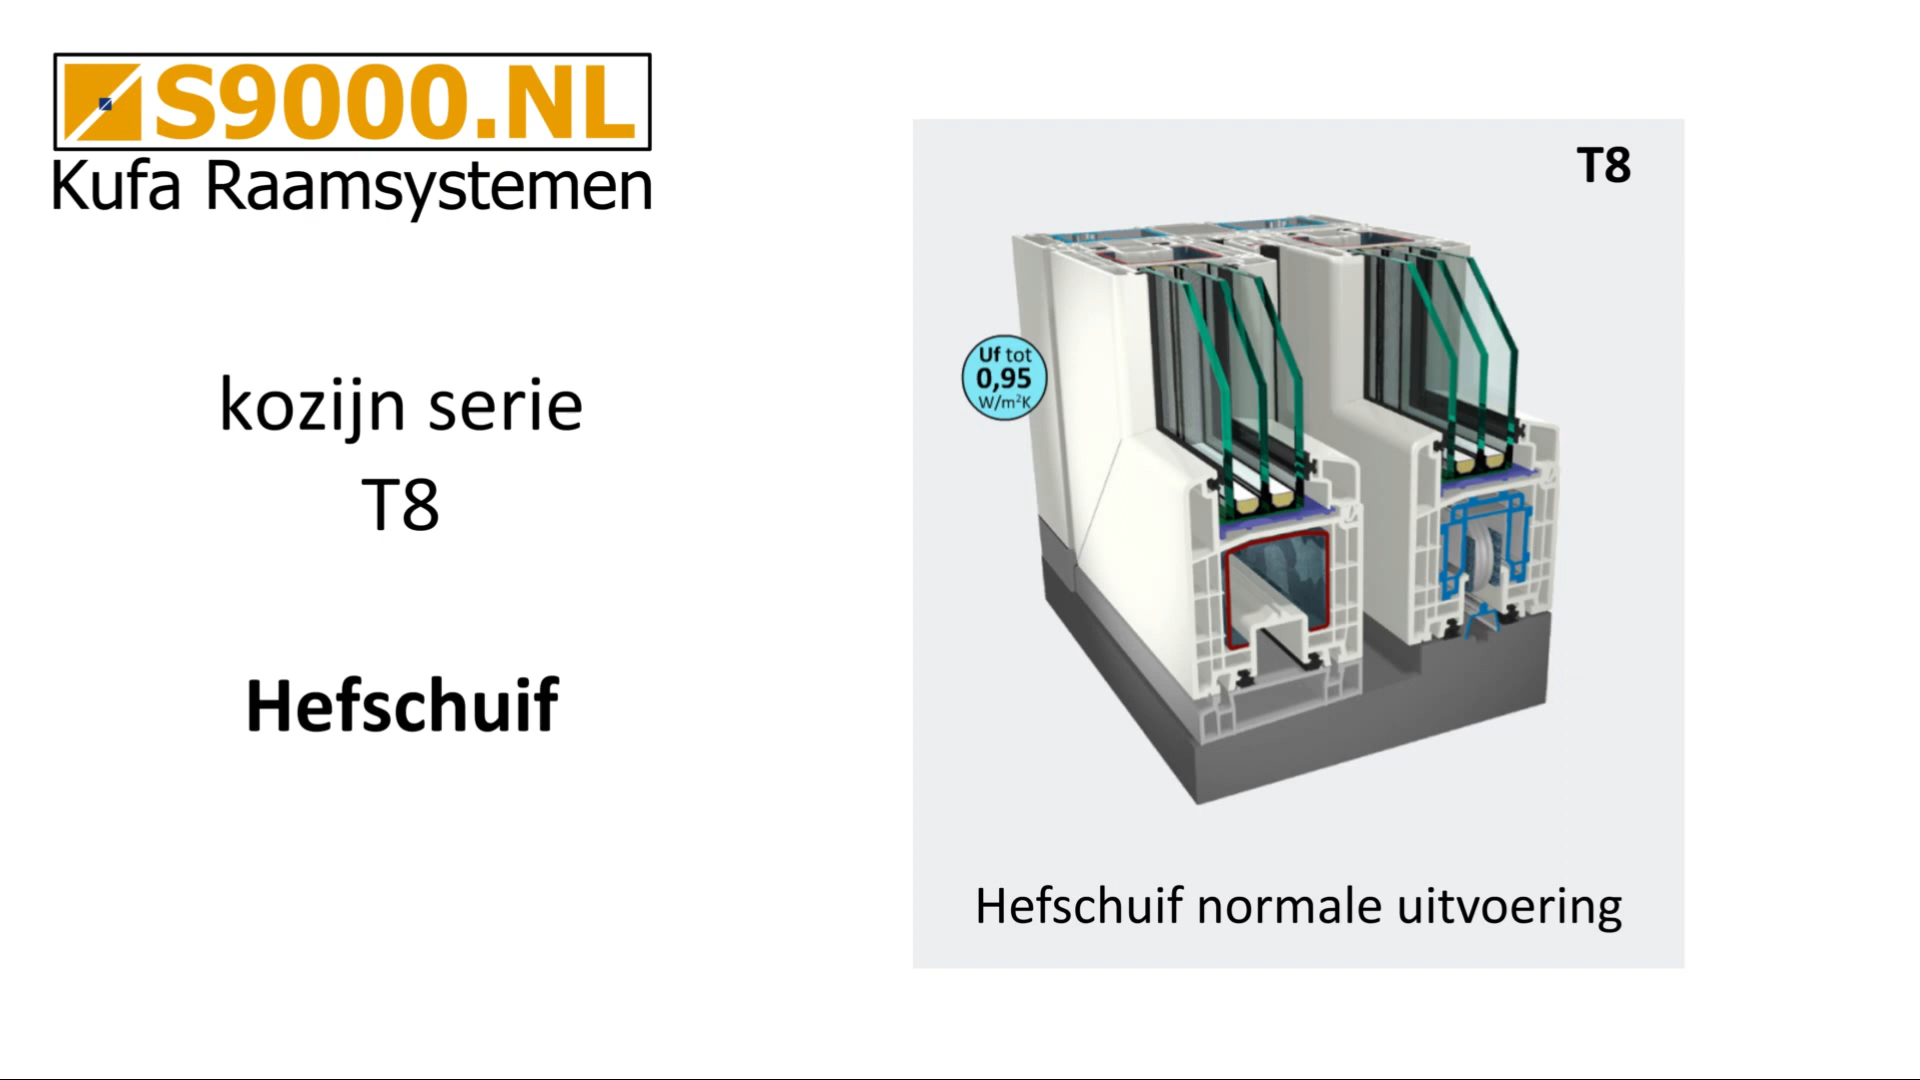 S9000.NL
Kufa Raamsystemen
kozijn serie
T8
Hefschuif
T8
Uf tot
0,95
W/m²K
Hefschuif normale uitvoering